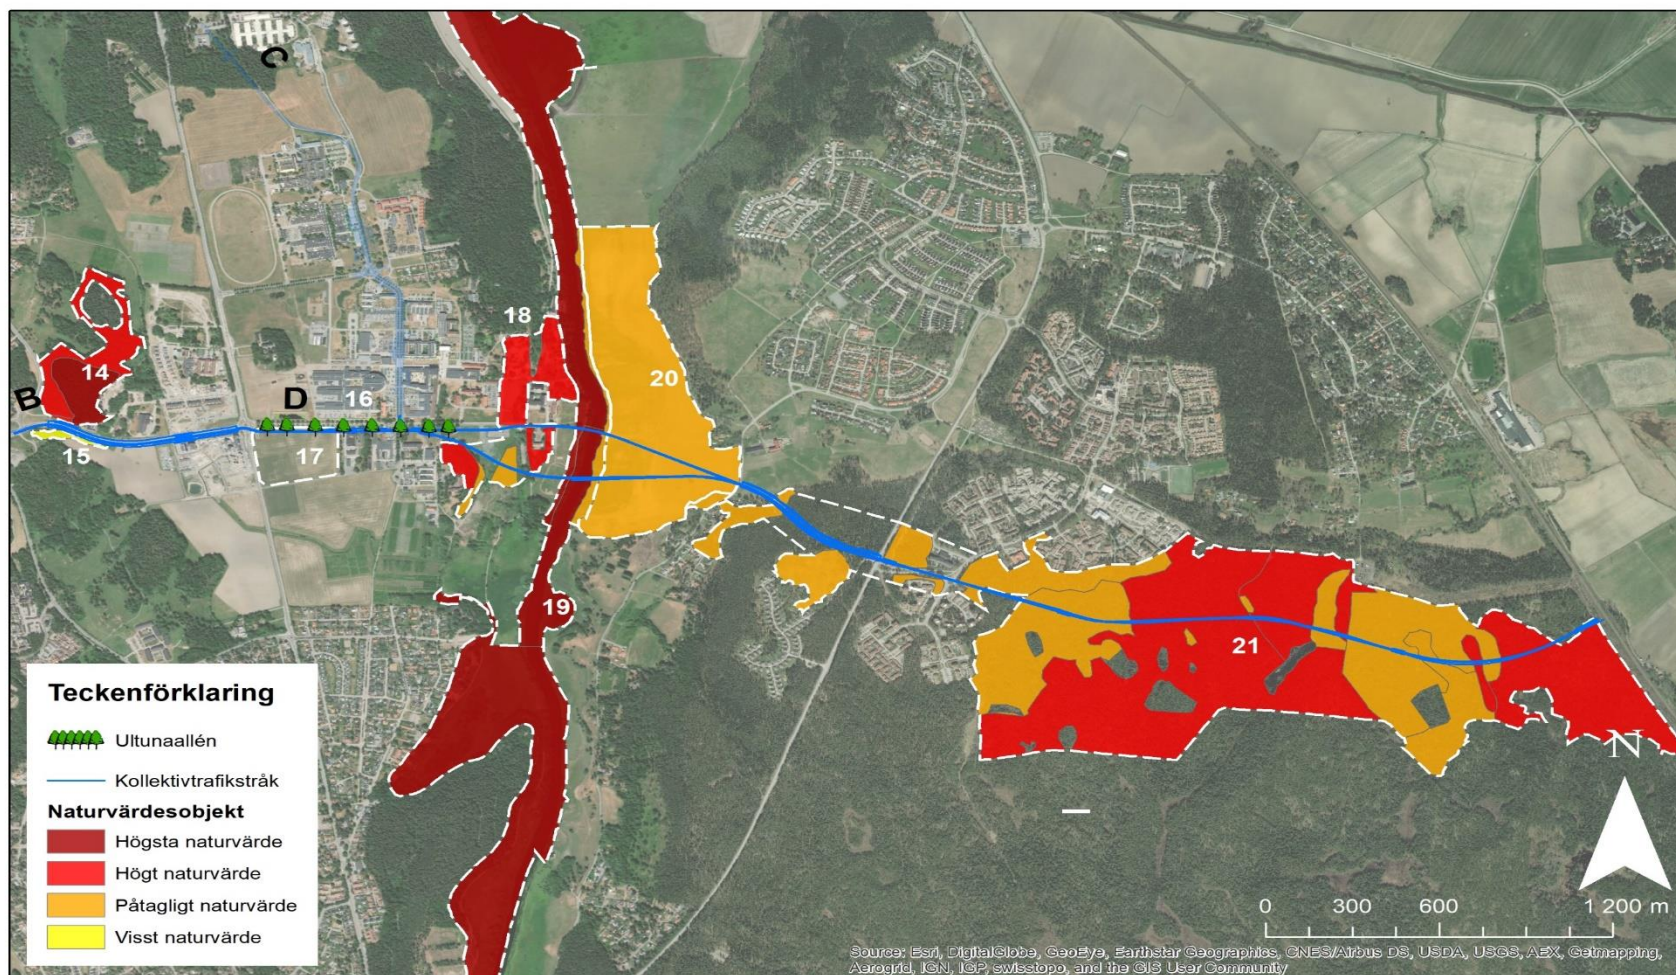 C
18
20
14
B
D
16
15
17
19
21
Teckenförklaring
Ultunaallén
Kollektivtrafikstråk
Naturvärdesobjekt
Högsta naturvärde
Högt naturvärde
Påtagligt naturvärde
Visst naturvärde
N
0 300 600 1 200 m
Source: Esri, DigitalGlobe, GeoEye, Earthstar Geographics, CNES/Airbus DS, USDA, USGS, AEX, Getmapping,
Aerogrid, IGN, IGP, swisstopo, and the GIS User Community